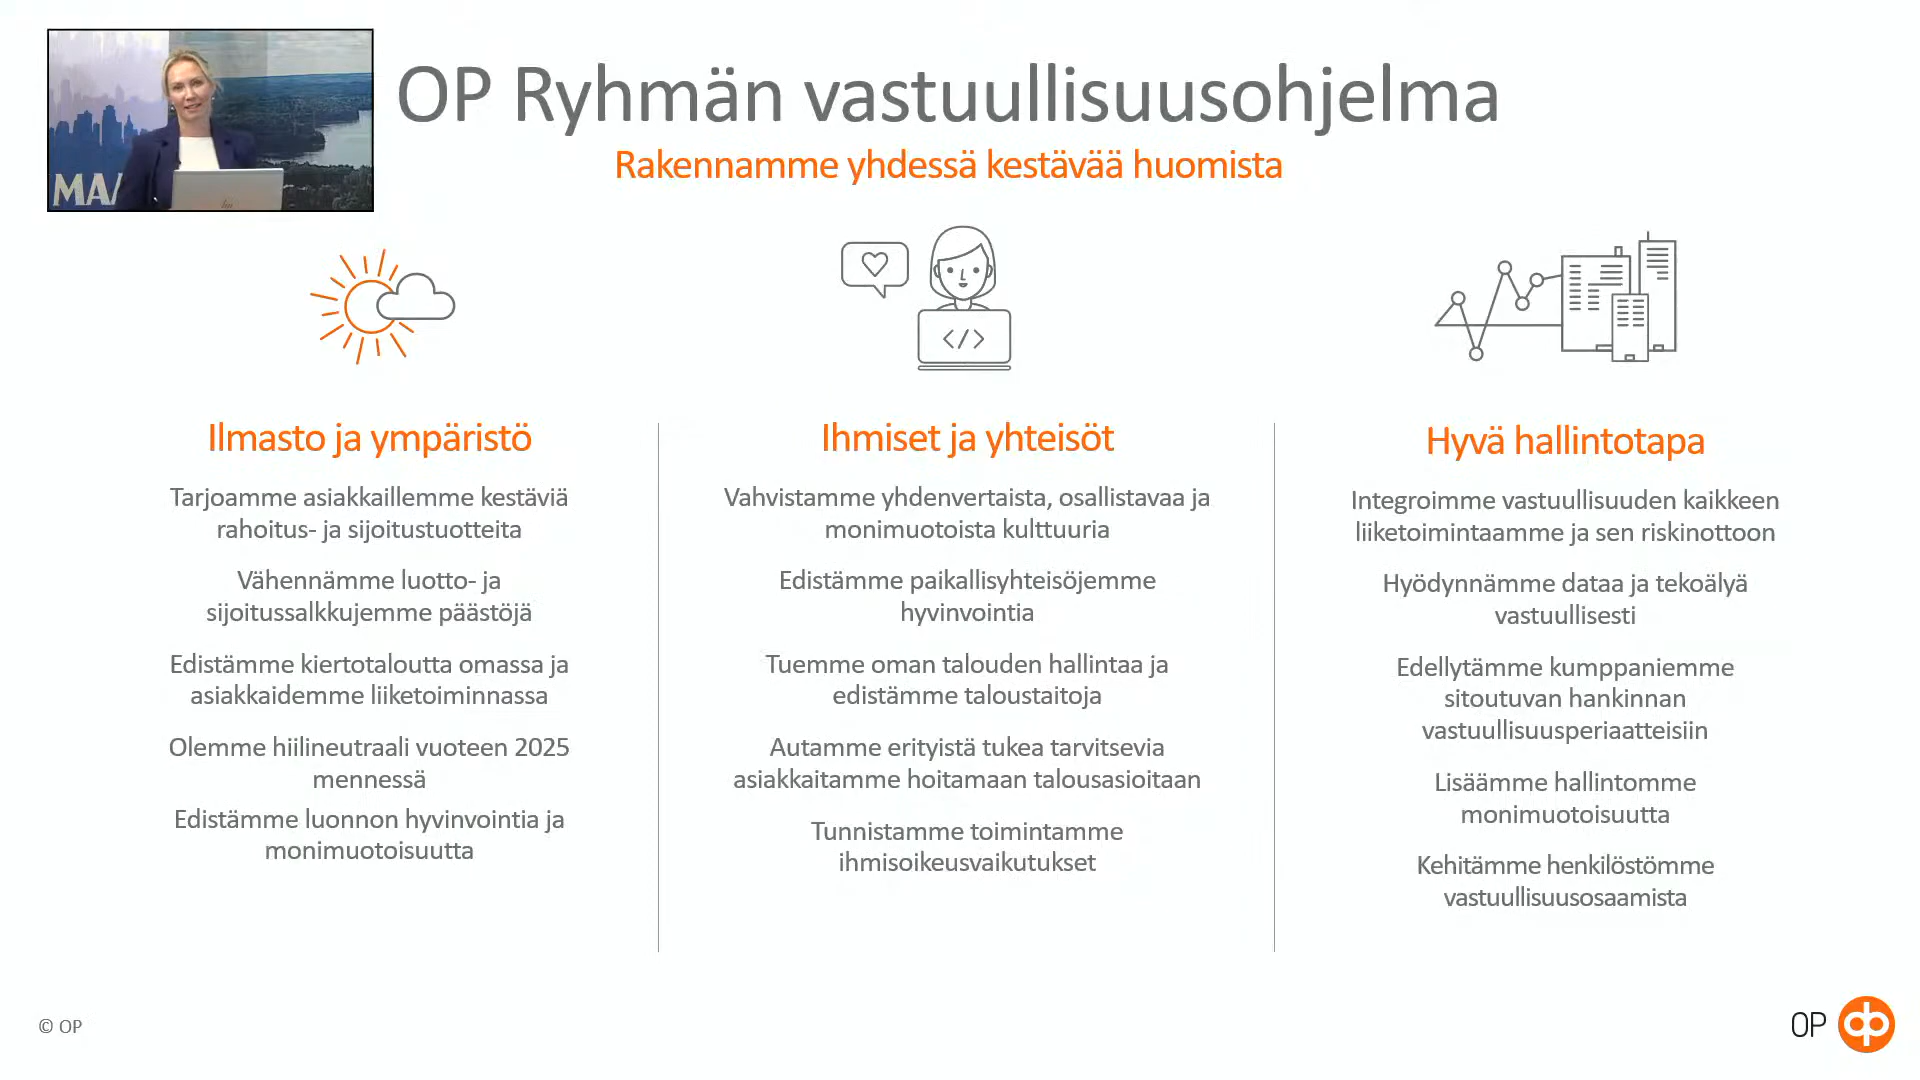 OP Ryhmän vastuullisuusohjelma
Rakennamme yhdessä kestävää huomista
Ilmasto ja ympäristö
Tarjoamme asiakkaillemme kestäviä
rahoitus- ja sijoitustuotteita
Vähennämme luotto- ja
sijoitussalkkujemme päästöjä
Edistämme kiertotaloutta omassa ja
asiakkaidemme liiketoiminnassa
Olemme hiilineutraali vuoteen 2025
mennessä
Edistämme luonnon hyvinvointia ja
monimuotoisuutta
Ihmiset ja yhteisöt
Vahvistamme yhdenvertaista, osallistavaa ja
monimuotoista kulttuuria
Edistämme paikallisyhteisöjemme
hyvinvointia
Tuemme oman talouden hallintaa ja
edistämme taloustaitoja
Autamme erityistä tukea tarvitsevia
asiakkaitamme hoitamaan talousasioitaan
Tunnistamme toimintamme
ihmisoikeusvaikutukset
Hyvä hallintotapa
Integroimme vastuullisuuden kaikkeen
liiketoimintaamme ja sen riskinottoon
Hyödynnämme dataa ja tekoälyä
vastuullisesti
Edellytämme kumppaniemme
sitoutuvan hankinnan
vastuullisuusperiaatteisiin
Lisäämme hallintomme
monimuotoisuutta
Kehitämme henkilöstömme
vastuullisuusosaamista
</> 
© OP
OP